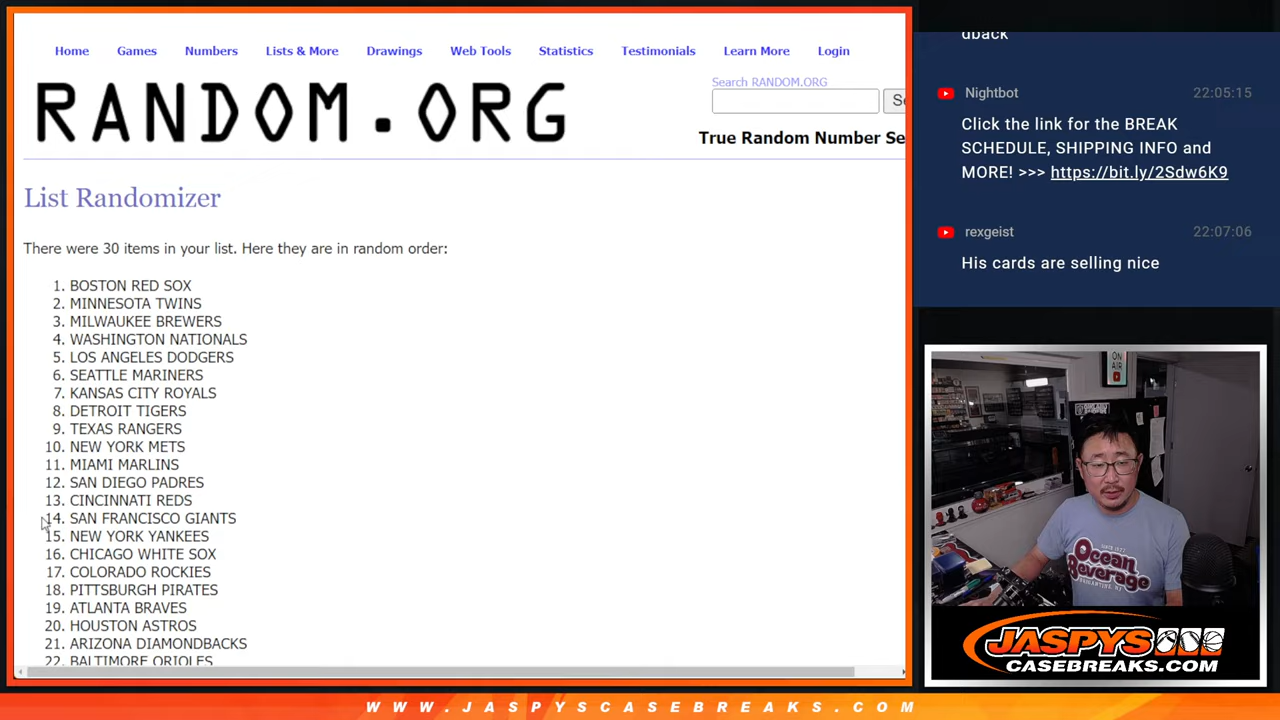 Home Games Numbers Lists & More Drawings Web Tools Statistics Testimonials Learn More Login
RANDOM.ORG
Search RANDOM.ORG
True Random Number Se
List Randomizer
There were 30 items in your list. Here they are in random order:
1. BOSTON RED SOX
2. MINNESOTA TWINS
3. MILWAUKEE BREWERS
4. WASHINGTON NATIONALS
5. LOS ANGELES DODGERS
6. SEATTLE MARINERS
7. KANSAS CITY ROYALS
8. DETROIT TIGERS
9. TEXAS RANGERS
10. NEW YORK METS
11. MIAMI MARLINS
12. SAN DIEGO PADRES
13. CINCINNATI REDS
14. SAN FRANCISCO GIANTS
15. NEW YORK YANKEES
16. CHICAGO WHITE SOX
17. COLORADO ROCKIES
18. PITTSBURGH PIRATES
19. ATLANTA BRAVES
20. HOUSTON ASTROS
21. ARIZONA DIAMONDBACKS
22. BALTIMORE ORIOLES
dback
Nightbot 22:05:15
Click the link for the BREAK
SCHEDULE, SHIPPING INFO and
MORE! >>> https://bit.ly/2Sdw6K9
rexgeist 22:07:06
His cards are selling nice
ON
AIR
Ocean
Beverage
JASPYS
CASEBREAKS.COM
WWW.JASPYSCASEBREAKS.COM